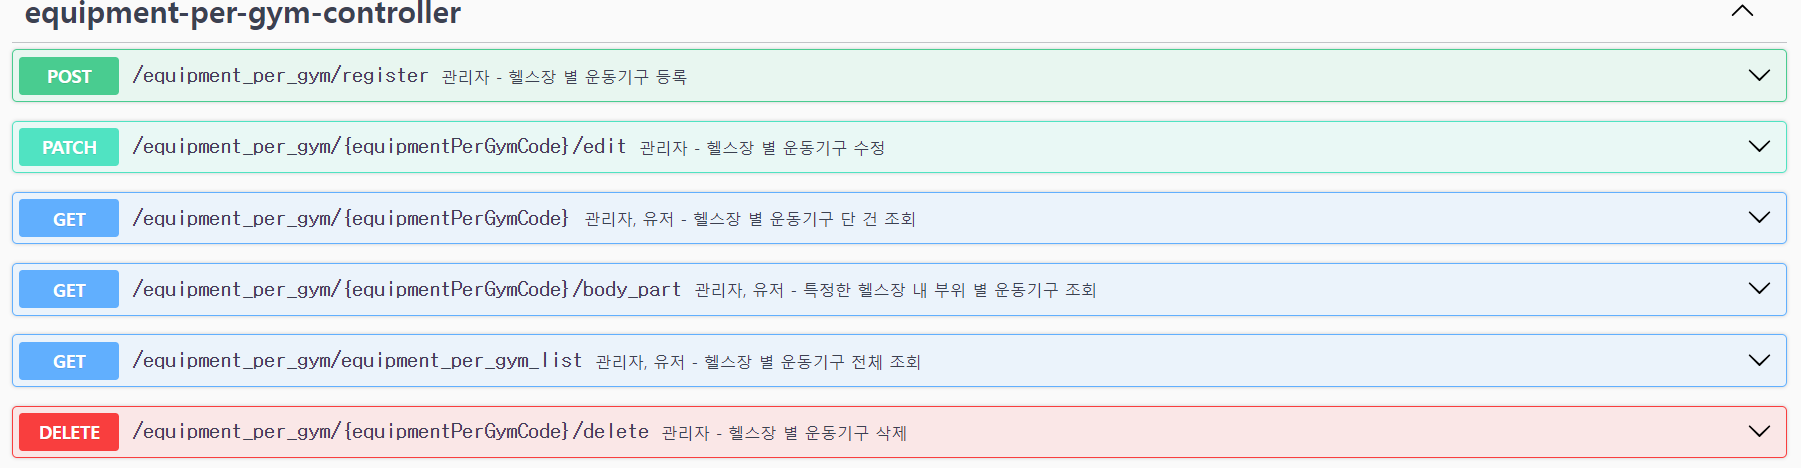 equipment-per-gym-controller
POST /equipment_per_gym/register 관리자 - 헬스장 별 운동기구 등록
PATCH /equipment_per_gym/{equipmentPerGymCode}/edit 관리자 - 헬스장 별 운동기구 수정
GET /equipment_per_gym/{equipmentPerGymCode} 관리자, 유저 - 헬스장 별 운동기구 단 건 조회
GET /equipment_per_gym/{equipmentPerGymCode}/body_part 관리자, 유저 - 특정한 헬스장 내 부위 별 운동기구 조회
GET /equipment_per_gym/equipment_per_gym_list 관리자, 유저 - 헬스장 별 운동기구 전체 조회
DELETE /equipment_per_gym/{equipmentPerGymCode}/delete 관리자 - 헬스장 별 운동기구 삭제